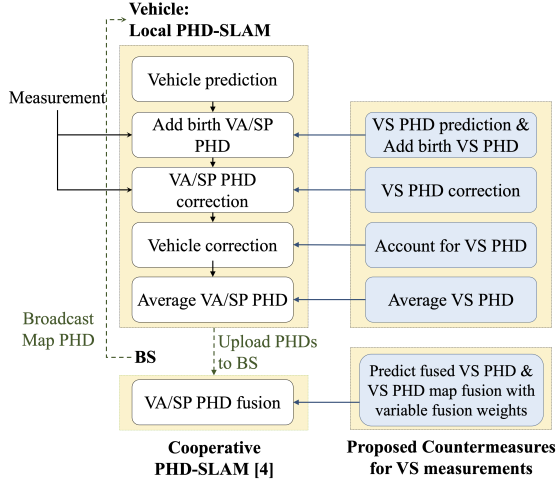 Vehicle:
Local PHD-SLAM
Vehicle prediction
Measurement
Add birth VA/SP
PHD
VS PHD prediction &
Add birth VS PHD
VA/SP PHD
correction
VS PHD correction
Vehicle correction
Account for VS PHD
Average VA/SP PHD
Average VS PHD
Broadcast
Map PHD
Upload PHDs
to BS
BS
VA/SP PHD fusion
Predict fused VS PHD &
VS PHD map fusion with
variable fusion weights
Cooperative
PHD-SLAM [4]
Proposed Countermeasures
for VS measurements